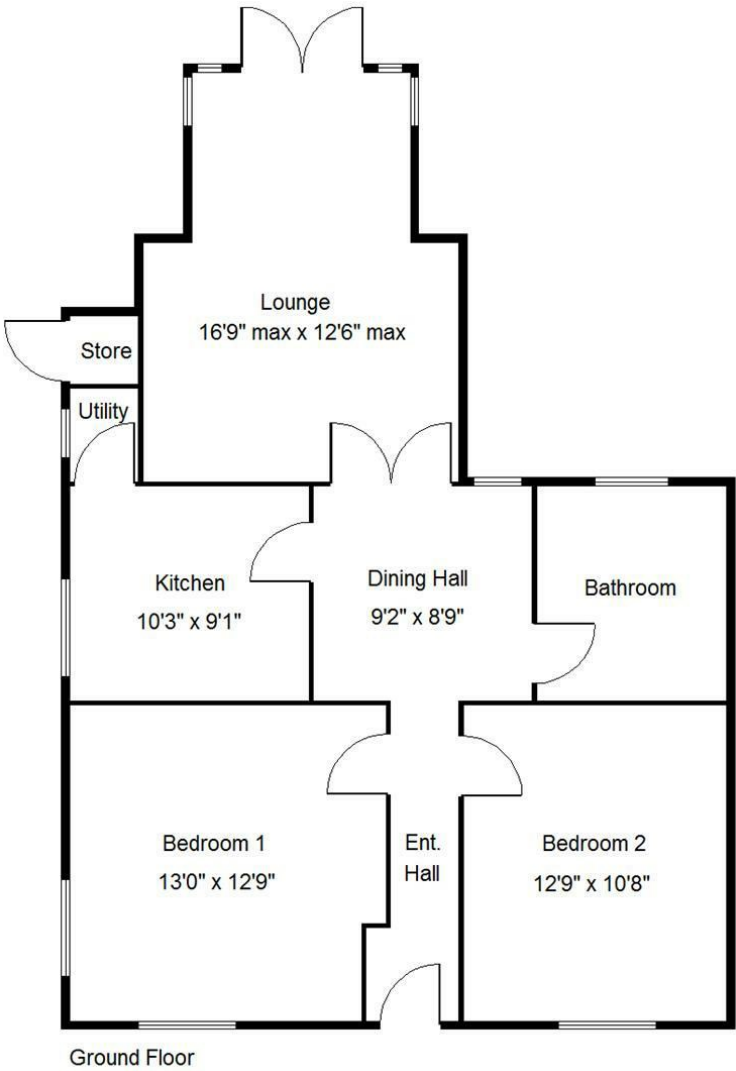 Lounge
16'9" max x 12'6" max
Store
Utility
Kitchen
10'3" x 9'1"
Dining Hall
9'2" x 8'9"
Bathroom
Bedroom 1
13'0" x 12'9"
Ent.
Hall
Bedroom 2
12'9" x 10'8"
Ground Floor